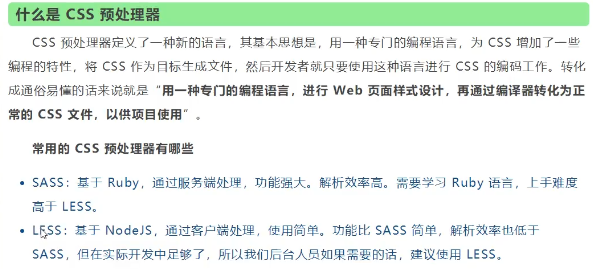 什么是 CSS 预处理器
CSS 预处理器定义了一种新的语言，其基本思想是，用一种专门的编程语言，为 CSS 增加了一些
编程的特性，将 CSS 作为目标生成文件，然后开发者就只要使用这种语言进行 CSS 的编码工作。转化
成通俗易懂的话来说就是“用一种专门的编程语言，进行 Web 页面样式设计，再通过编译器转化为正
常的 CSS 文件，以供项目使用”。
常用的 CSS 预处理器有哪些
• SASS：基于 Ruby，通过服务端处理，功能强大。解析效率高。需要学习 Ruby 语言，上手难度
高于 LESS。
• LESS：基于 NodeJS，通过客户端处理，使用简单。功能比 SASS 简单，解析效率也低于
SASS，但在实际开发中足够了，所以我们后台人员如果需要的话，建议使用 LESS。